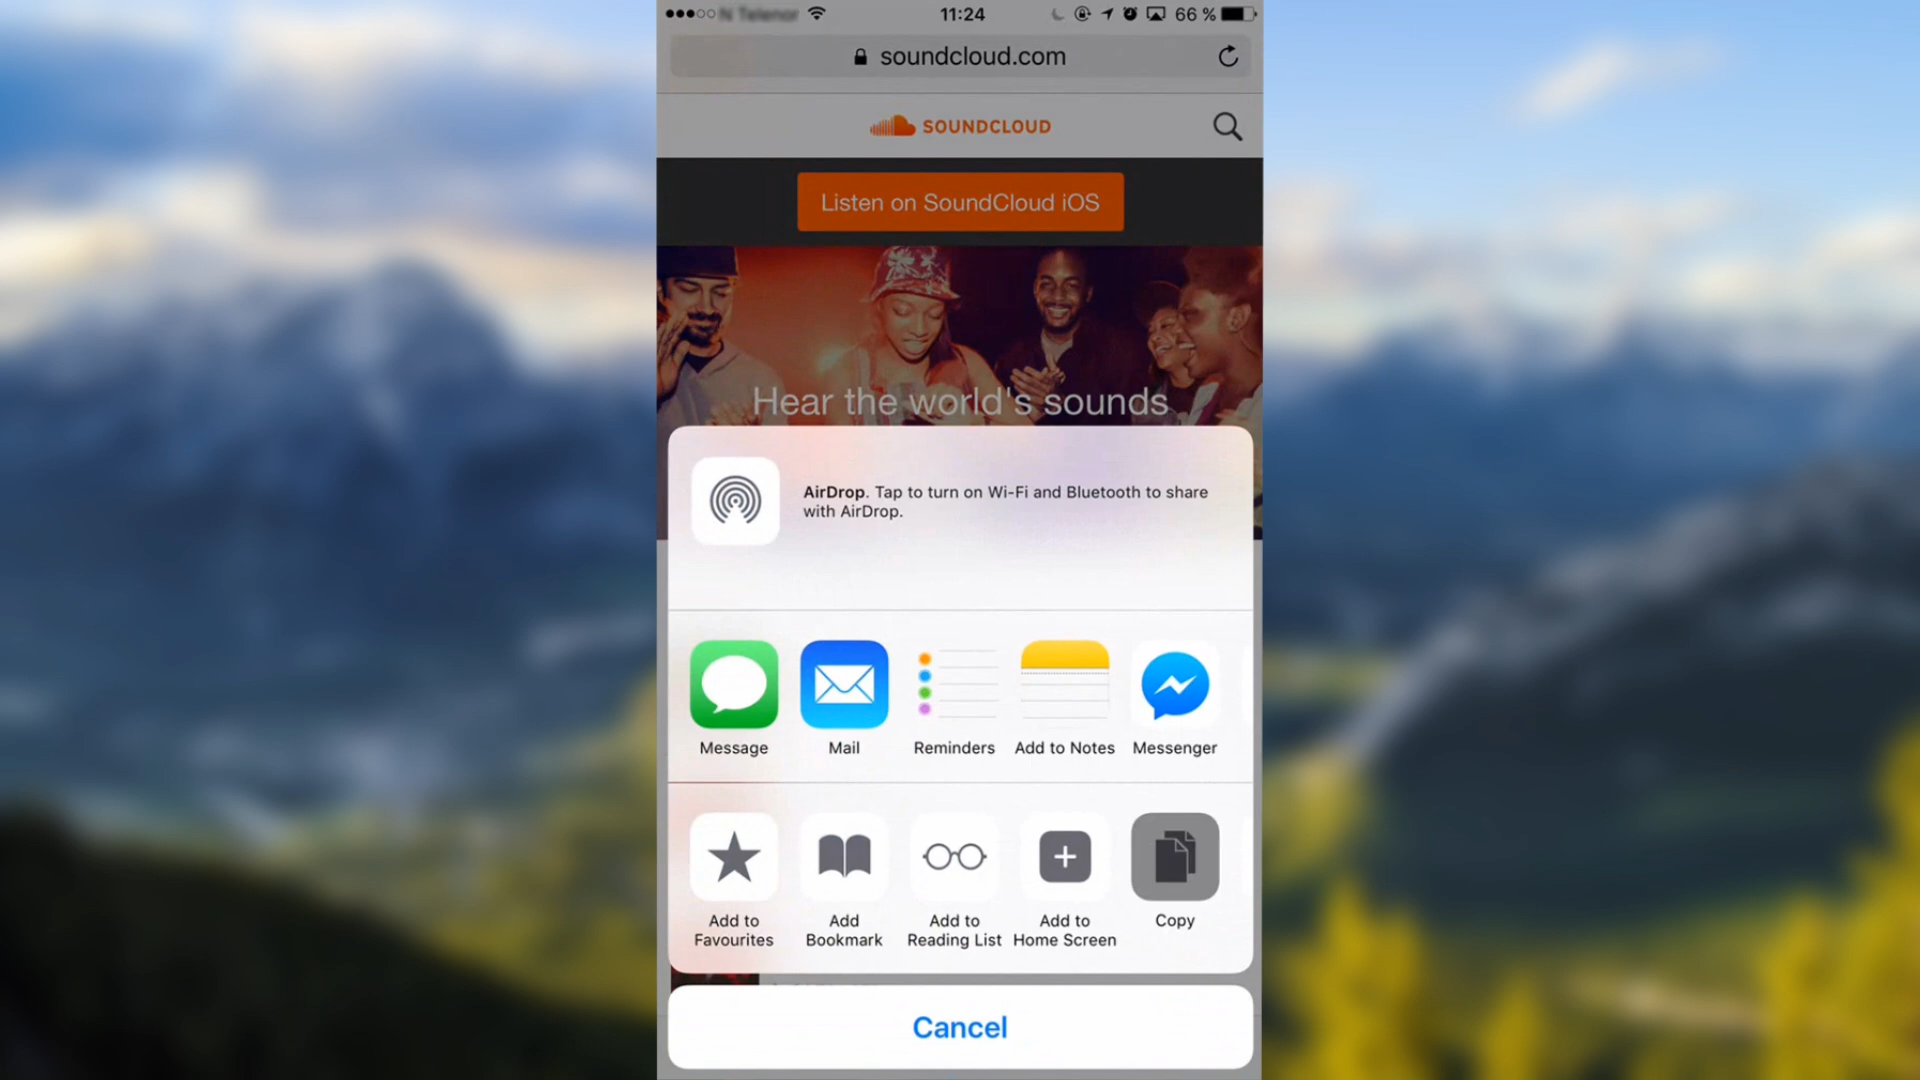 N Telenor 11:24 66 %
soundcloud.com
SOUNDCLOUD
Listen on SoundCloud iOS
Hear the world's sounds
AirDrop. Tap to turn on Wi-Fi and Bluetooth to share
with AirDrop.
Message Mail Reminders Add to Notes Messenger
Add to Favourites
Add Bookmark
Add to Reading List
Add to Home Screen
Copy
Cancel